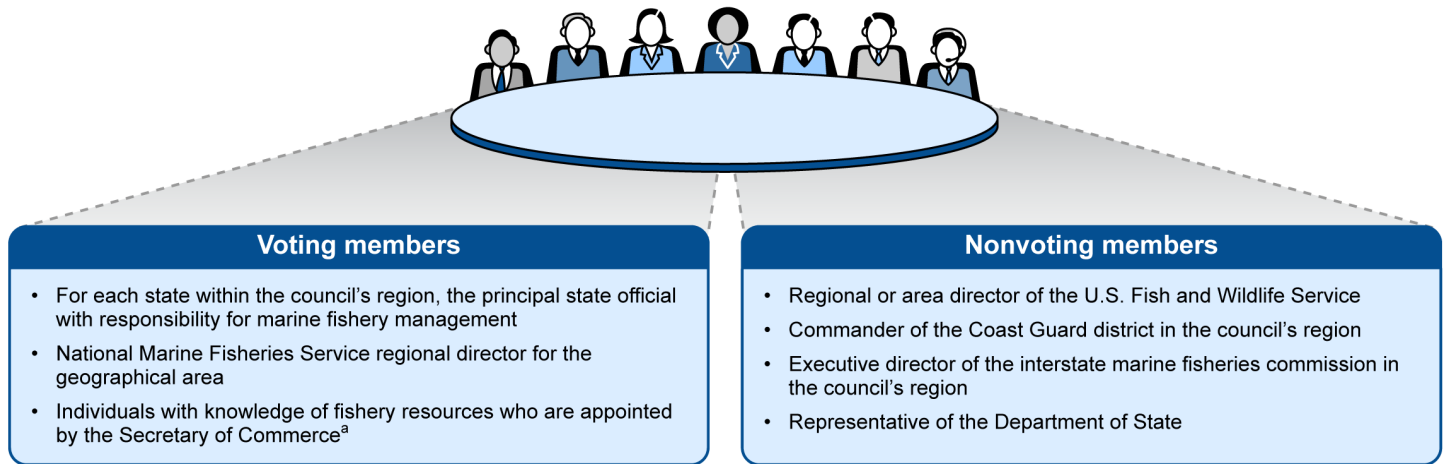 Voting members
• For each state within the council's region, the principal state official
with responsibility for marine fishery management
• National Marine Fisheries Service regional director for the
geographical area
• Individuals with knowledge of fishery resources who are appointed
by the Secretary of Commerceᵃ
Nonvoting members
• Regional or area director of the U.S. Fish and Wildlife Service
• Commander of the Coast Guard district in the council's region
• Executive director of the interstate marine fisheries commission in
the council's region
• Representative of the Department of State